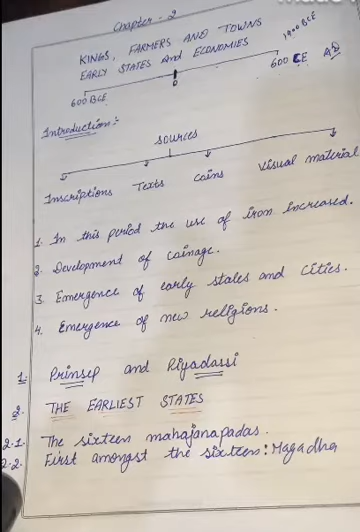 Chapter - 2
KINGS, FARMERS AND TOWNS
EARLY STATES and ECONOMIES
1900 BCE
600 BCE
0
600 CE AD
Introduction:-
Sources
Inscriptions Texts Coins Visual material
1. In this period the use of iron increased.
2. Development of coinage.
3. Emergence of early states and cities.
4. Emergence of new religions.
1. Prinsep and Piyadassi
2. THE EARLIEST STATES
2.1. The sixteen mahajanapadas.
2.2. First amongst the sixteen: Magadha